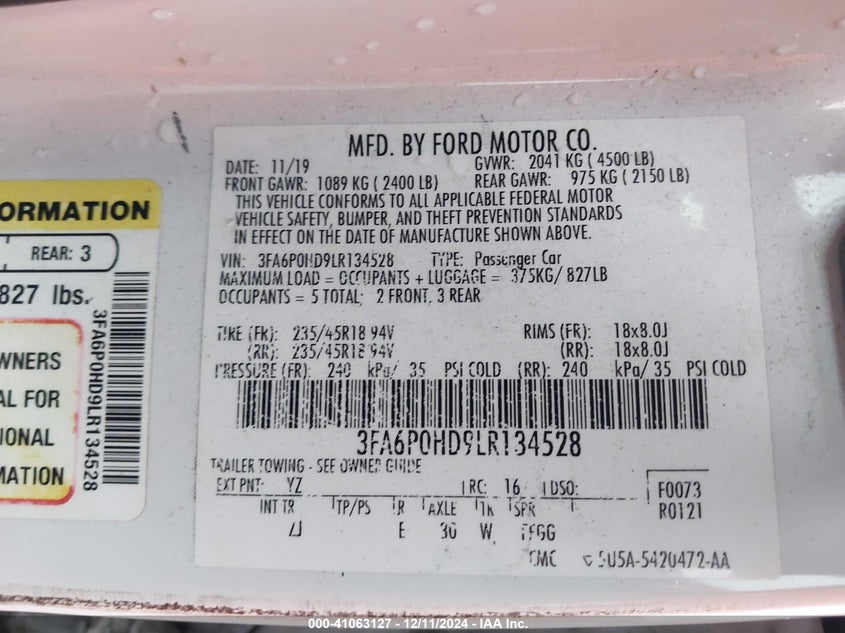 MFD. BY FORD MOTOR CO.
DATE: 11/19 GVWR: 2041 KG ( 4500 LB)
FRONT GAWR: 1089 KG ( 2400 LB) REAR GAWR: 975 KG ( 2150 LB)
THIS VEHICLE CONFORMS TO ALL APPLICABLE FEDERAL MOTOR
VEHICLE SAFETY, BUMPER, AND THEFT PREVENTION STANDARDS
IN EFFECT ON THE DATE OF MANUFACTURE SHOWN ABOVE.
VIN: 3FA6P0HD9LR134528 TYPE: Passenger Car
MAXIMUM LOAD = OCCUPANTS + LUGGAGE = 375KG/ 827LB
OCCUPANTS = 5 TOTAL; 2 FRONT, 3 REAR
TIRE (FR): 235/45R18 94V RIMS (FR): 18x8.0J
(RR): 235/45R18 94V (RR): 18x8.0J
PRESSURE (FR): 240 kPa/ 35 PSI COLD (RR): 240 kPa/ 35 PSI COLD
3FA6P0HD9LR134528
TRAILER TOWING - SEE OWNER GUIDE
EXT PNT: YZ RC: 16 DSO: F0073
R0121
INT TR TP/PS R AXLE TR SPR
E 36 W
5U5A-5420472-AA
ORMATION
REAR: 3
827 lbs.
WNERS
AL FOR
IONAL
MATION
3FA6P0HD9LR134528
000-41063127 - 12/11/2024 - IAA Inc.